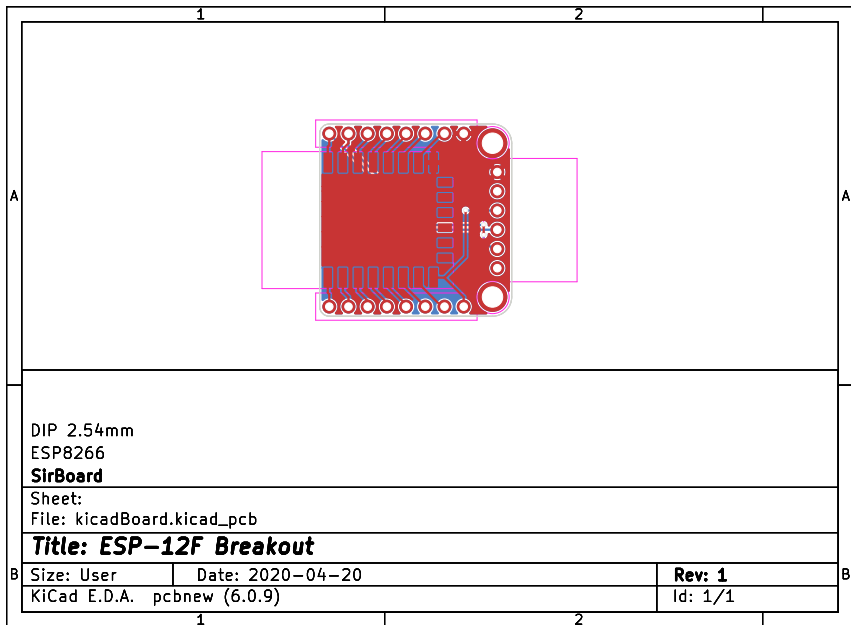 1 2
A A
DIP 2.54mm
ESP8266
SirBoard
Sheet:
File: kicadBoard.kicad_pcb
Title: ESP-12F Breakout
B Size: User Date: 2020-04-20 Rev: 1 B
KiCad E.D.A. pcbnew (6.0.9) Id: 1/1
1 2